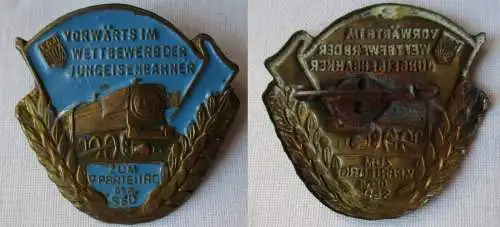 VORWÄRTS IM
WETTBEWERB DER
JUNGEISENBAHNER
ZUM
V. PARTEITAG
DER
SED